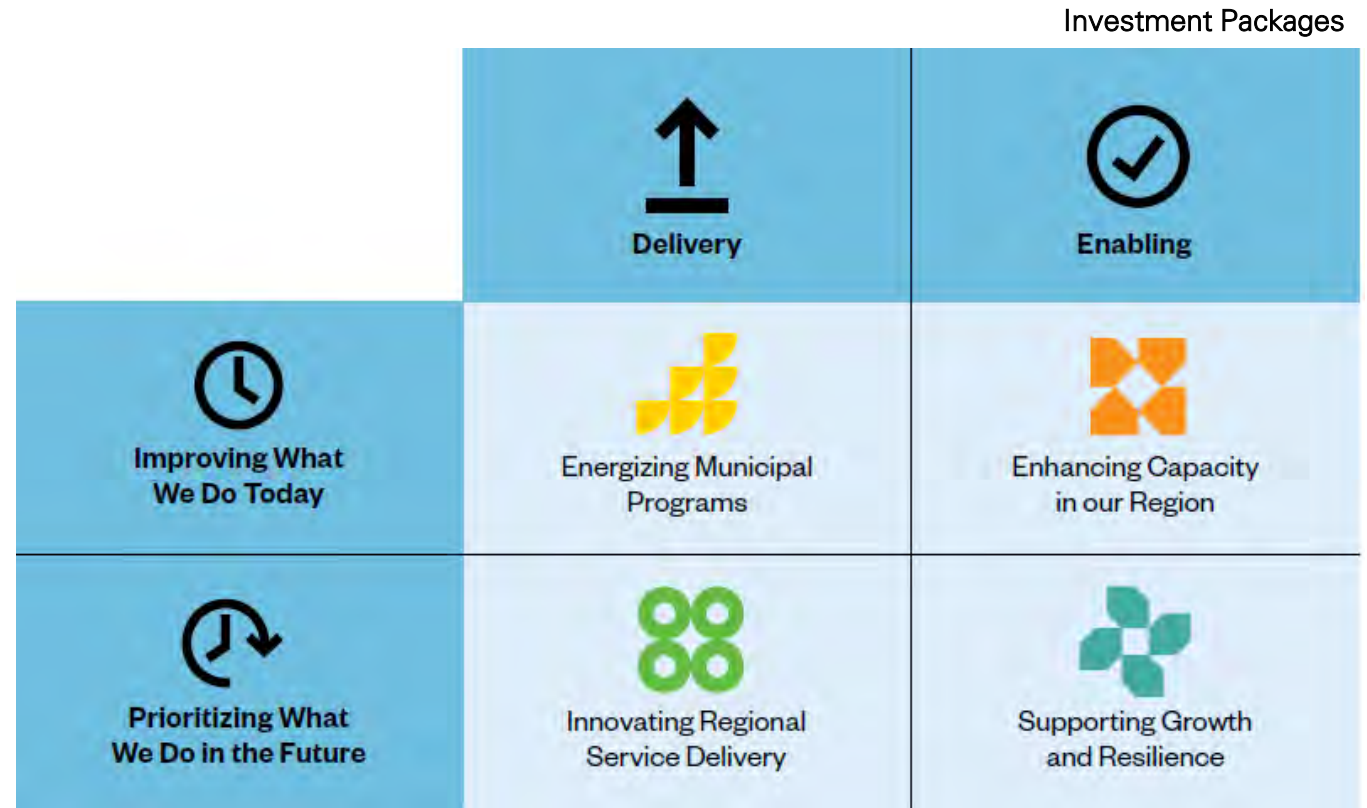 Investment Packages
Delivery
Enabling
Improving What
We Do Today
Energizing Municipal
Programs
Enhancing Capacity
in our Region
Prioritizing What
We Do in the Future
Innovating Regional
Service Delivery
Supporting Growth
and Resilience